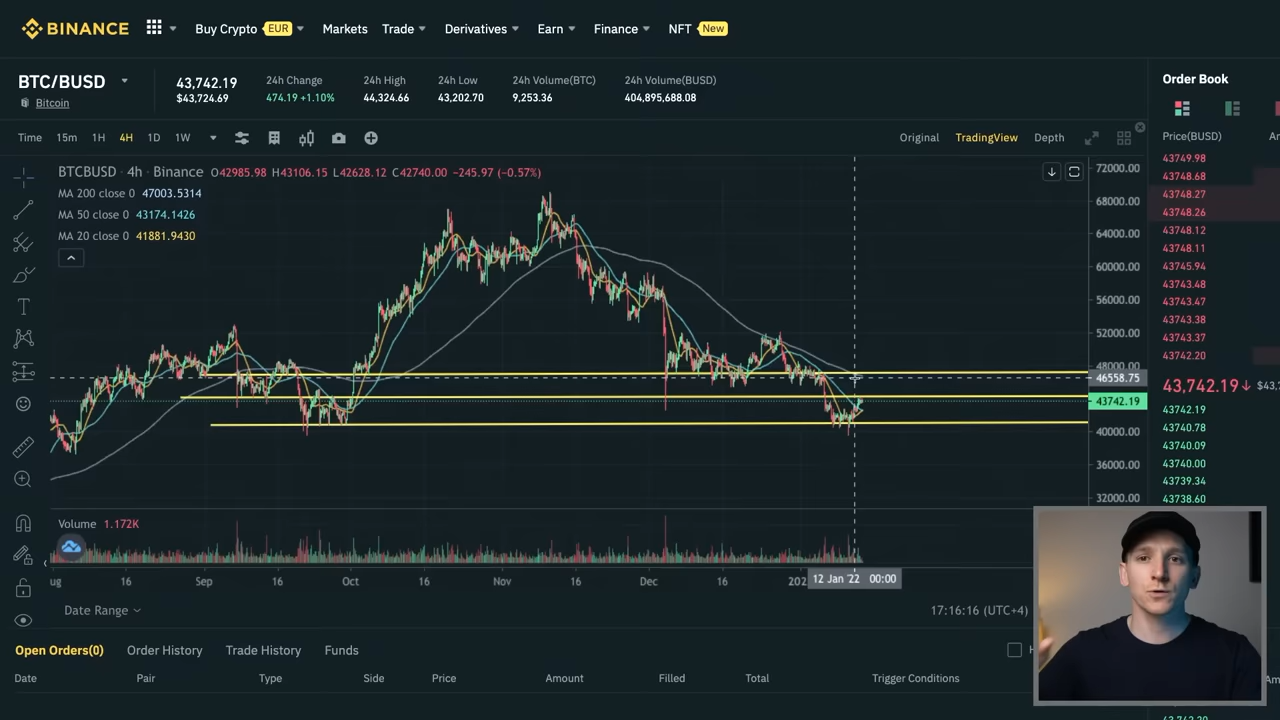 BINANCE Buy Crypto EUR Markets Trade Derivatives Earn Finance NFT New
BTC/BUSD
Bitcoin
43,742.19
$43,724.69
24h Change
474.19 +1.10%
24h High
44,324.66
24h Low
43,202.70
24h Volume(BTC)
9,253.36
24h Volume(BUSD)
404,895,688.08
Time 15m 1H 4H 1D 1W
Original TradingView Depth
BTCBUSD · 4h · Binance O42985.98 H43106.15 L42628.12 C42740.00 −245.97 (−0.57%)
MA 200 close 0 47003.5314
MA 50 close 0 43174.1426
MA 20 close 0 41881.9430
72000.00
68000.00
64000.00
60000.00
56000.00
52000.00
48000.00
46558.75
43742.19
40000.00
36000.00
32000.00
Volume 1.172K
ug 16 Sep 16 Oct 16 Nov 16 Dec 16 202 12 Jan '22 00:00
Date Range
17:16:16 (UTC+4)
Order Book
Price(BUSD)
43749.98
43748.68
43748.27
43748.26
43748.12
43748.11
43745.94
43743.48
43743.47
43743.38
43743.37
43742.20
43,742.19↓ $43,7
43742.19
43740.78
43740.09
43740.00
43739.34
43738.60
Open Orders(0) Order History Trade History Funds
Date Pair Type Side Price Amount Filled Total Trigger Conditions